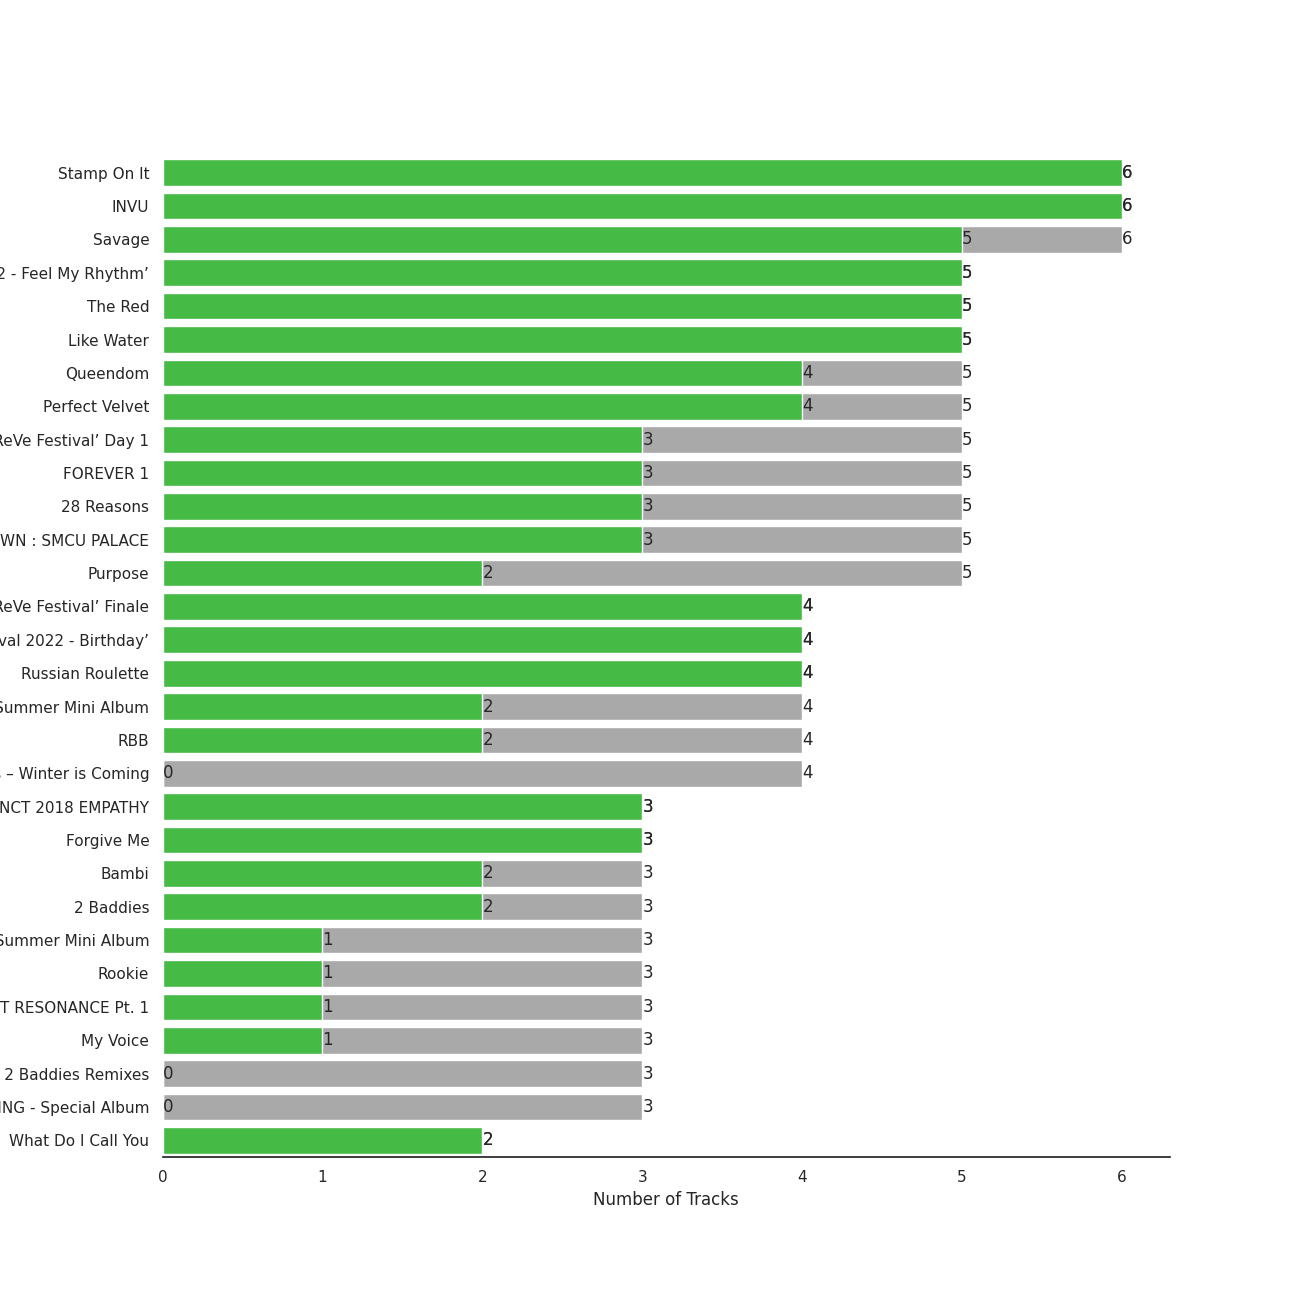 Stamp On It 6
INVU 6
Savage 5 6
2 - Feel My Rhythm’ 5
The Red 5
Like Water 5
Queendom 4 5
Perfect Velvet 4 5
ReVe Festival’ Day 1 3 5
FOREVER 1 3 5
28 Reasons 3 5
WN : SMCU PALACE 3 5
Purpose 2 5
ReVe Festival’ Finale 4
val 2022 - Birthday’ 4
Russian Roulette 4
Summer Mini Album 2 4
RBB 2 4
– Winter is Coming 0 4
NCT 2018 EMPATHY 3
Forgive Me 3
Bambi 2 3
2 Baddies 2 3
Summer Mini Album 1 3
Rookie 1 3
T RESONANCE Pt. 1 1 3
My Voice 1 3
2 Baddies Remixes 0 3
NG - Special Album 0 3
What Do I Call You 2
0 1 2 3 4 5 6
Number of Tracks